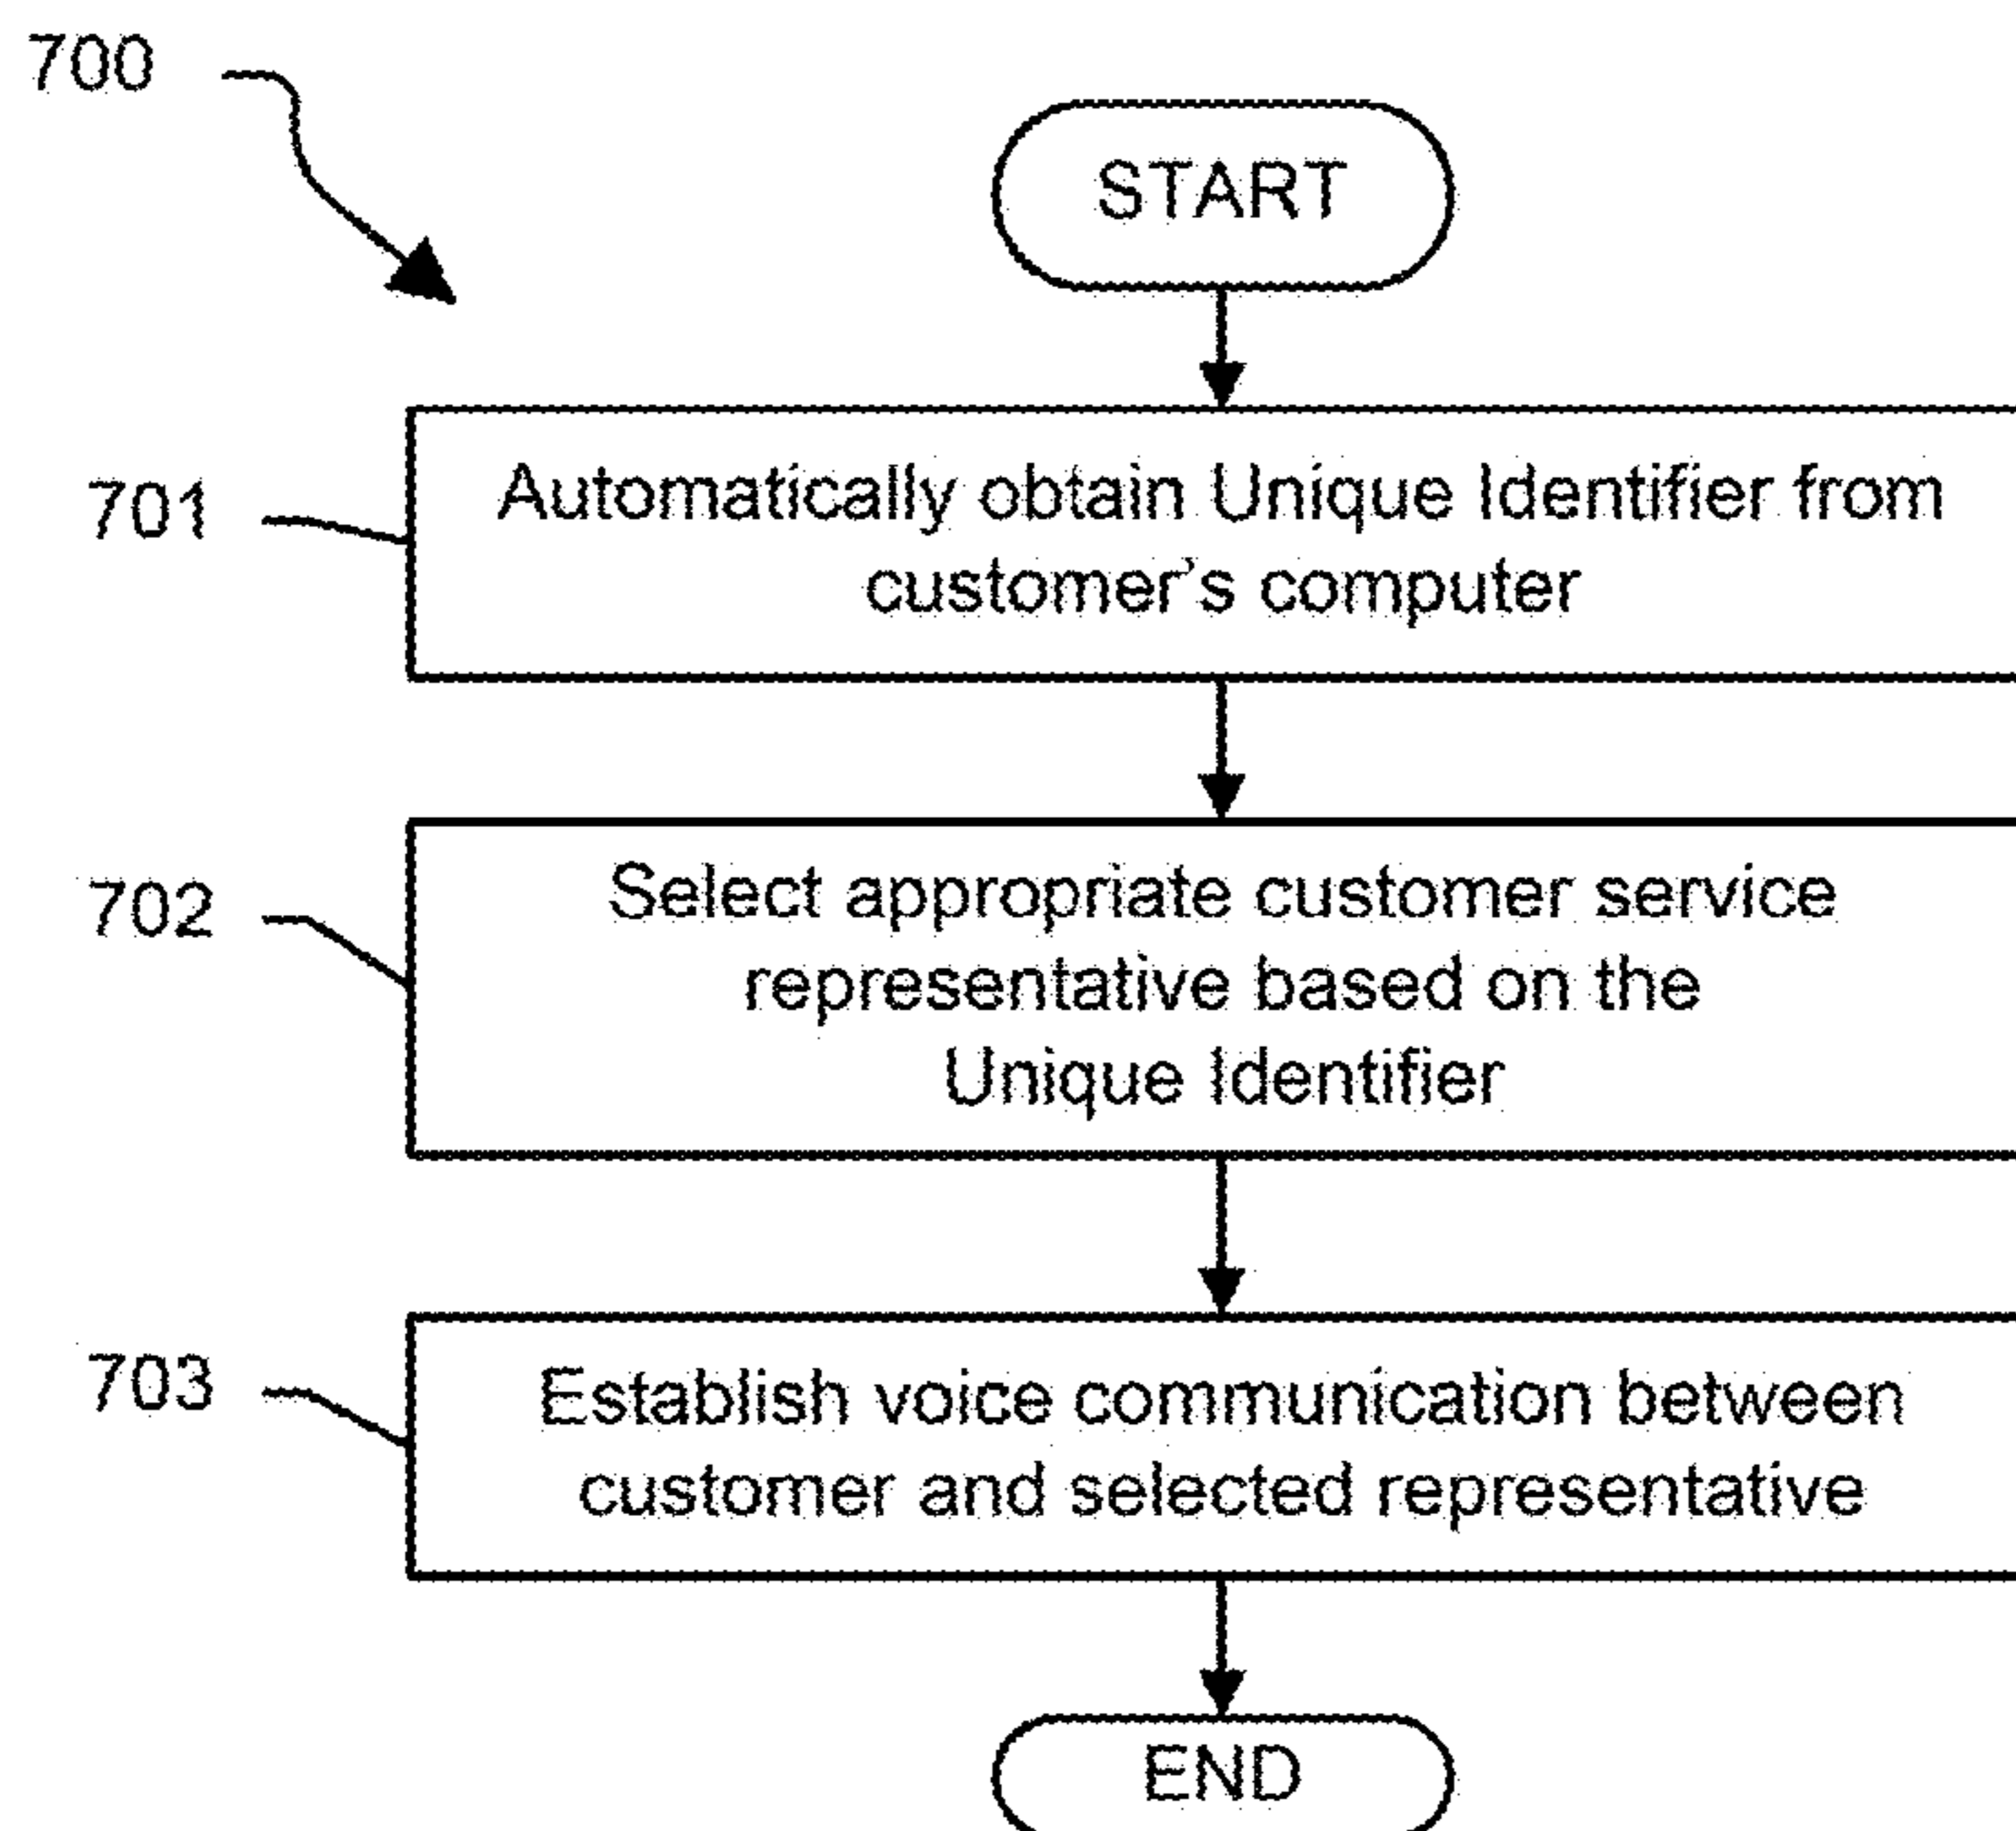 700
START
701
Automatically obtain Unique Identifier from
customer's computer
702
Select appropriate customer service
representative based on the
Unique Identifier
703
Establish voice communication between
customer and selected representative
END